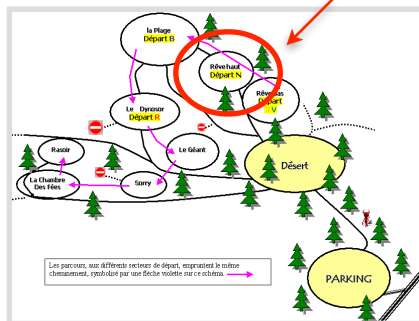 la Plage
Départ B
Rêve haut
Départ N
Rêve bas
Départ
V
Le Dynosor
Départ R
Le Géant
Rasoir
La Chambre
Des Fées
Sorry
Désert
PARKING
Les parcours, aux différents secteurs de départ, empruntent le même
cheminement, symbolisé par une flèche violette sur ce schéma.